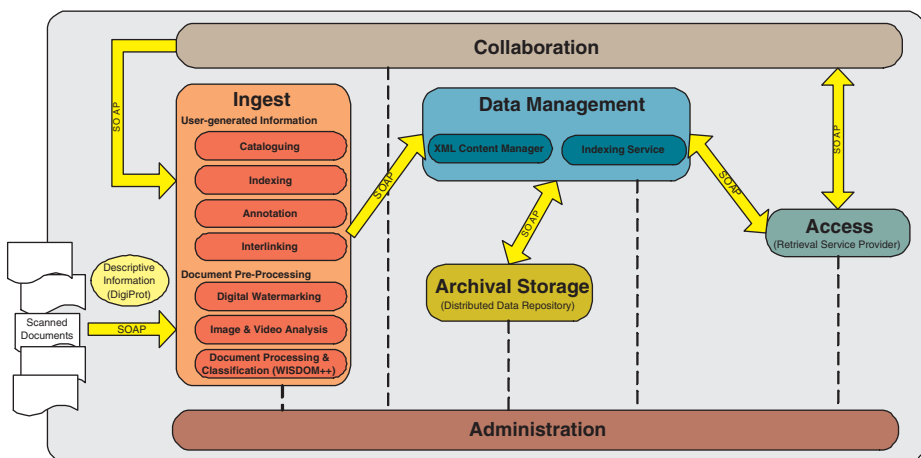 Collaboration
SOAP
Ingest
User-generated Information
Cataloguing
Indexing
Annotation
Interlinking
Document Pre-Processing
Digital Watermarking
Image & Video Analysis
Document Processing &
Classification (WISDOM++)
SOAP
Data Management
XML Content Manager
Indexing Service
SOAP
SOAP
SOAP
Access
(Retrieval Service Provider)
Archival Storage
(Distributed Data Repository)
Descriptive
Information
(DigiProt)
Scanned
Documents
SOAP
Administration